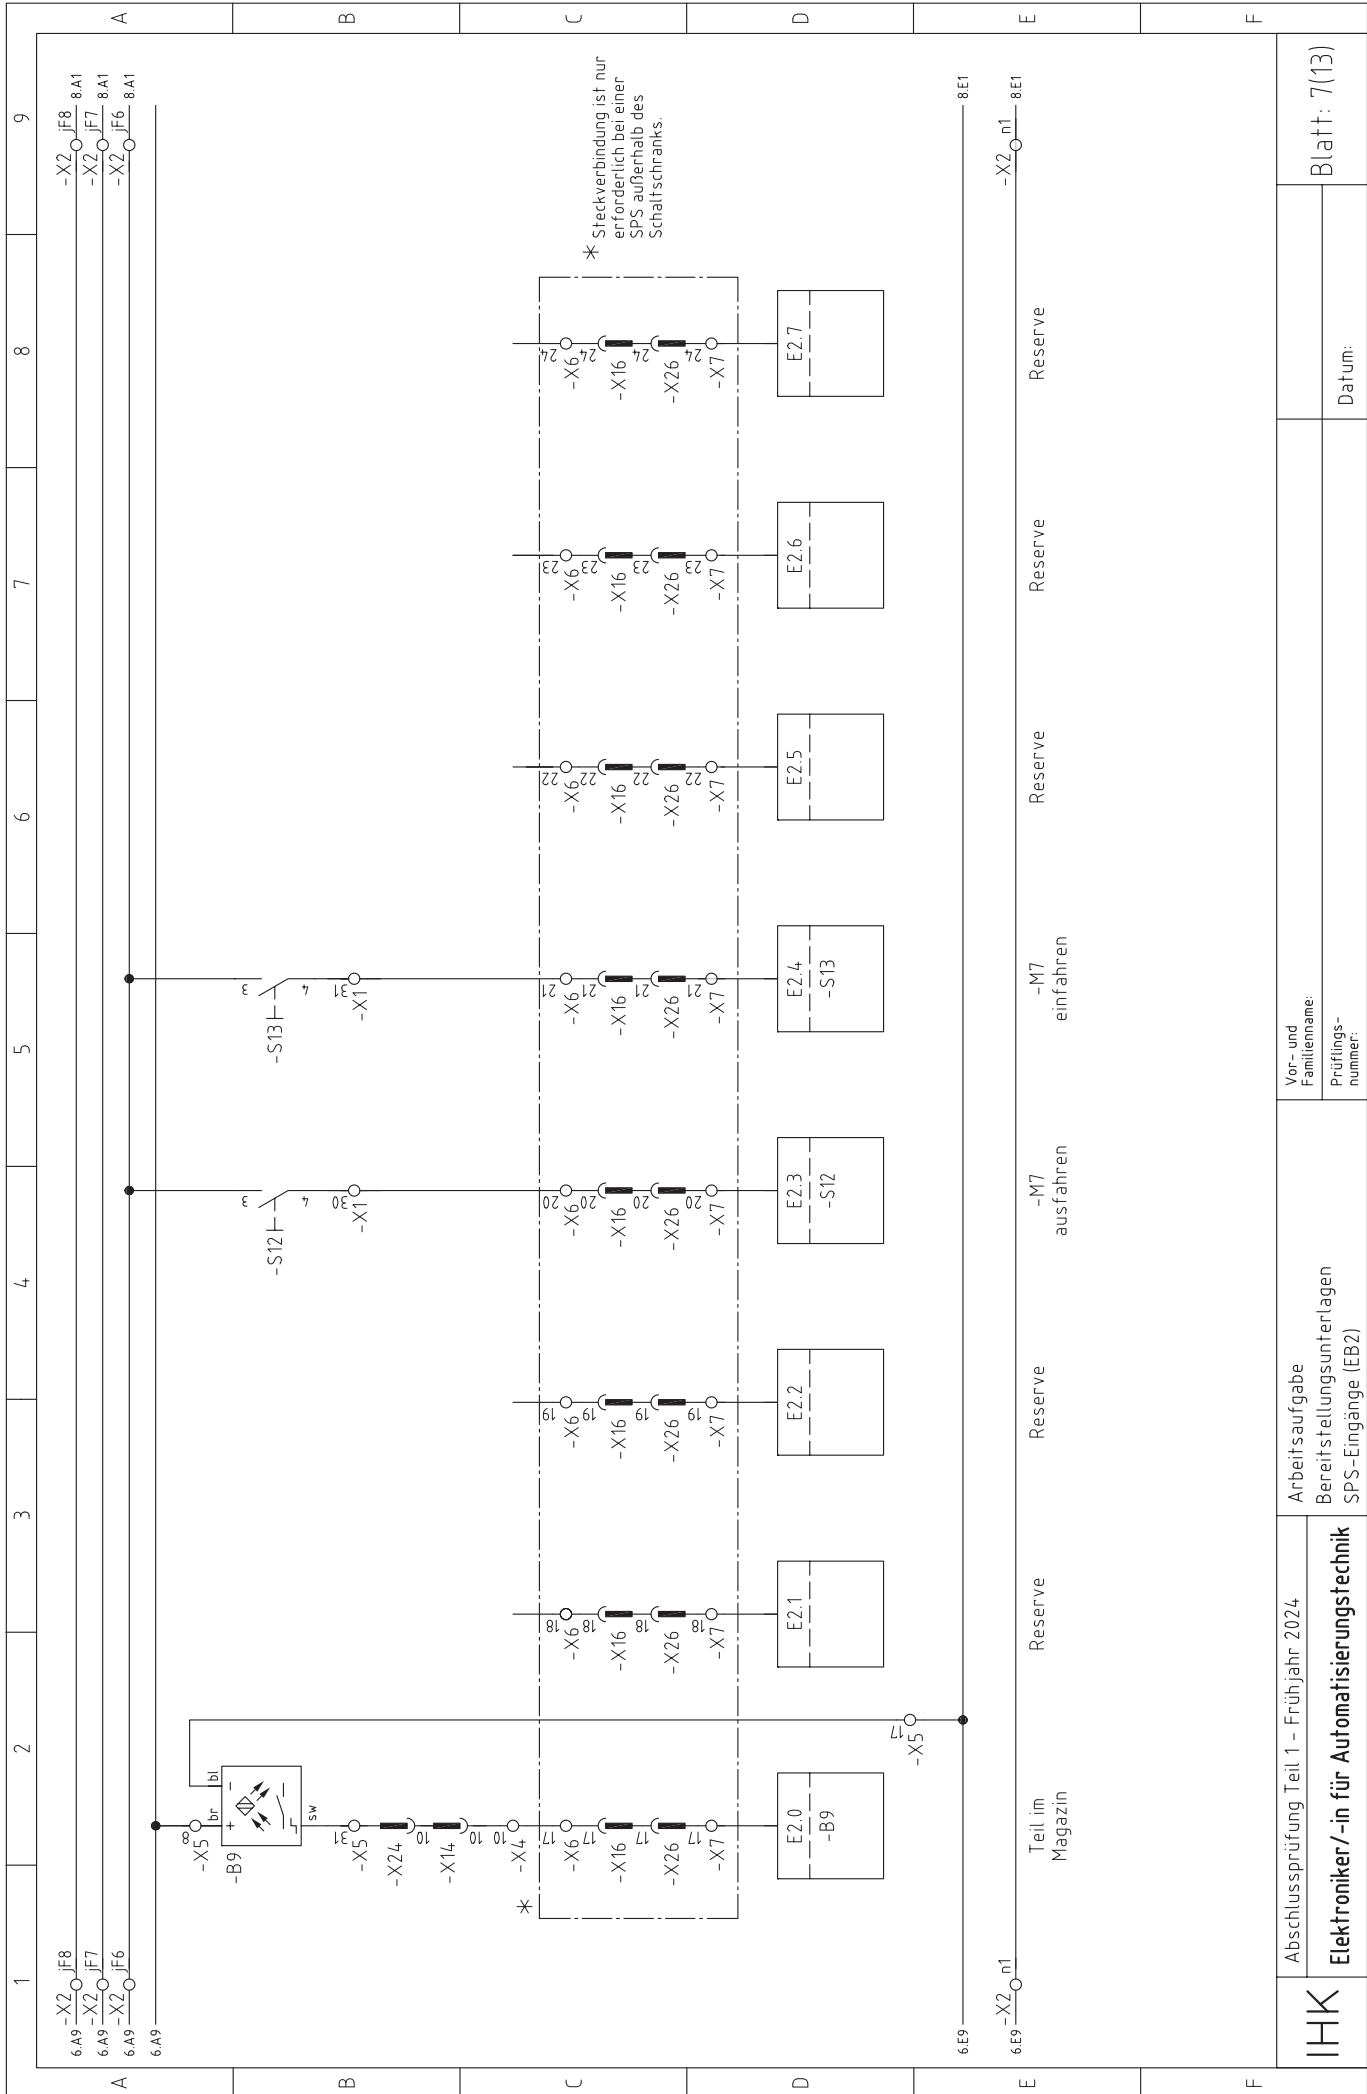 1 2 3 4 5 6 7 8 9
A A
B B
C C
D D
E E
F F
6.A9 -X2 jF8
6.A9 -X2 jF7
6.A9 -X2 jF6
6.A9
-X2 jF8 8.A1
-X2 jF7 8.A1
-X2 jF6 8.A1
8
-X5
br bl
+ -
-B9
sw
3 3
-S12 -S13
4 4
31 30 31
-X5 -X1 -X1
-X24
10
-X14
10
10
-X4
*
* Steckverbindung ist nur
erforderlich bei einer
SPS außerhalb des
Schaltschranks.
17 18 19 20 21 22 23 24
-X6 -X6 -X6 -X6 -X6 -X6 -X6 -X6
17 18 19 20 21 22 23 24
-X16 -X16 -X16 -X16 -X16 -X16 -X16 -X16
17 18 19 20 21 22 23 24
-X26 -X26 -X26 -X26 -X26 -X26 -X26 -X26
17 18 19 20 21 22 23 24
-X7 -X7 -X7 -X7 -X7 -X7 -X7 -X7
E2.0 E2.1 E2.2 E2.3 E2.4 E2.5 E2.6 E2.7
-B9 -S12 -S13
17
-X5
6.E9 8.E1
6.E9 -X2 n1 -X2 n1 8.E1
Teil im Reserve Reserve -M7 -M7 Reserve Reserve Reserve
Magazin ausfahren einfahren
IHK
Abschlussprüfung Teil 1 - Frühjahr 2024
Elektroniker/-in für Automatisierungstechnik
Arbeitsaufgabe
Bereitstellungsunterlagen
SPS-Eingänge (EB2)
Vor- und
Familienname:
Prüflings-
nummer:
Datum:
Blatt: 7(13)